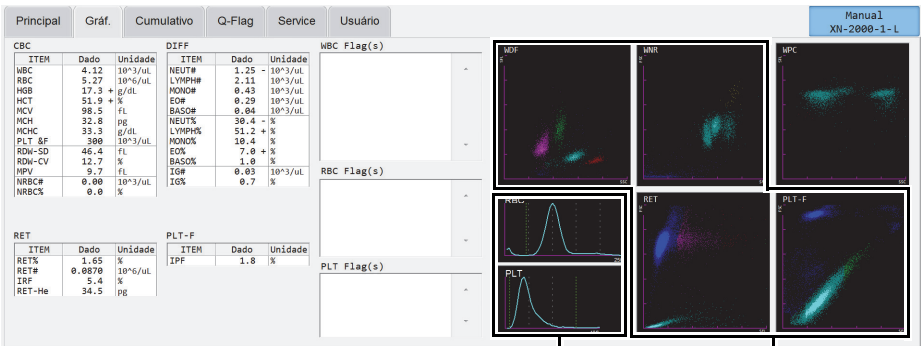 Principal Gráf. Cumulativo Q-Flag Service Usuário
Manual
XN-2000-1-L
CBC
ITEM Dado Unidade
WBC 4.12 10^3/uL
RBC 5.27 10^6/uL
HGB 17.3 + g/dL
HCT 51.9 + %
MCV 98.5 fL
MCH 32.8 pg
MCHC 33.3 g/dL
PLT &F 300 10^3/uL
RDW-SD 46.4 fL
RDW-CV 12.7 %
MPV 9.7 fL
NRBC# 0.00 10^3/uL
NRBC% 0.0 %
DIFF
ITEM Dado Unidade
NEUT# 1.25 - 10^3/uL
LYMPH# 2.11 10^3/uL
MONO# 0.43 10^3/uL
EO# 0.29 10^3/uL
BASO# 0.04 10^3/uL
NEUT% 30.4 - %
LYMPH% 51.2 + %
MONO% 10.4 %
EO% 7.0 + %
BASO% 1.0 %
IG# 0.03 10^3/uL
IG% 0.7 %
RET
ITEM Dado Unidade
RET% 1.65 %
RET# 0.0870 10^6/uL
IRF 5.4 %
RET-He 34.5 pg
PLT-F
ITEM Dado Unidade
IPF 1.8 %
WBC Flag(s)
RBC Flag(s)
PLT Flag(s)
WDF
WNR
WPC
RBC
PLT
RET
PLT-F